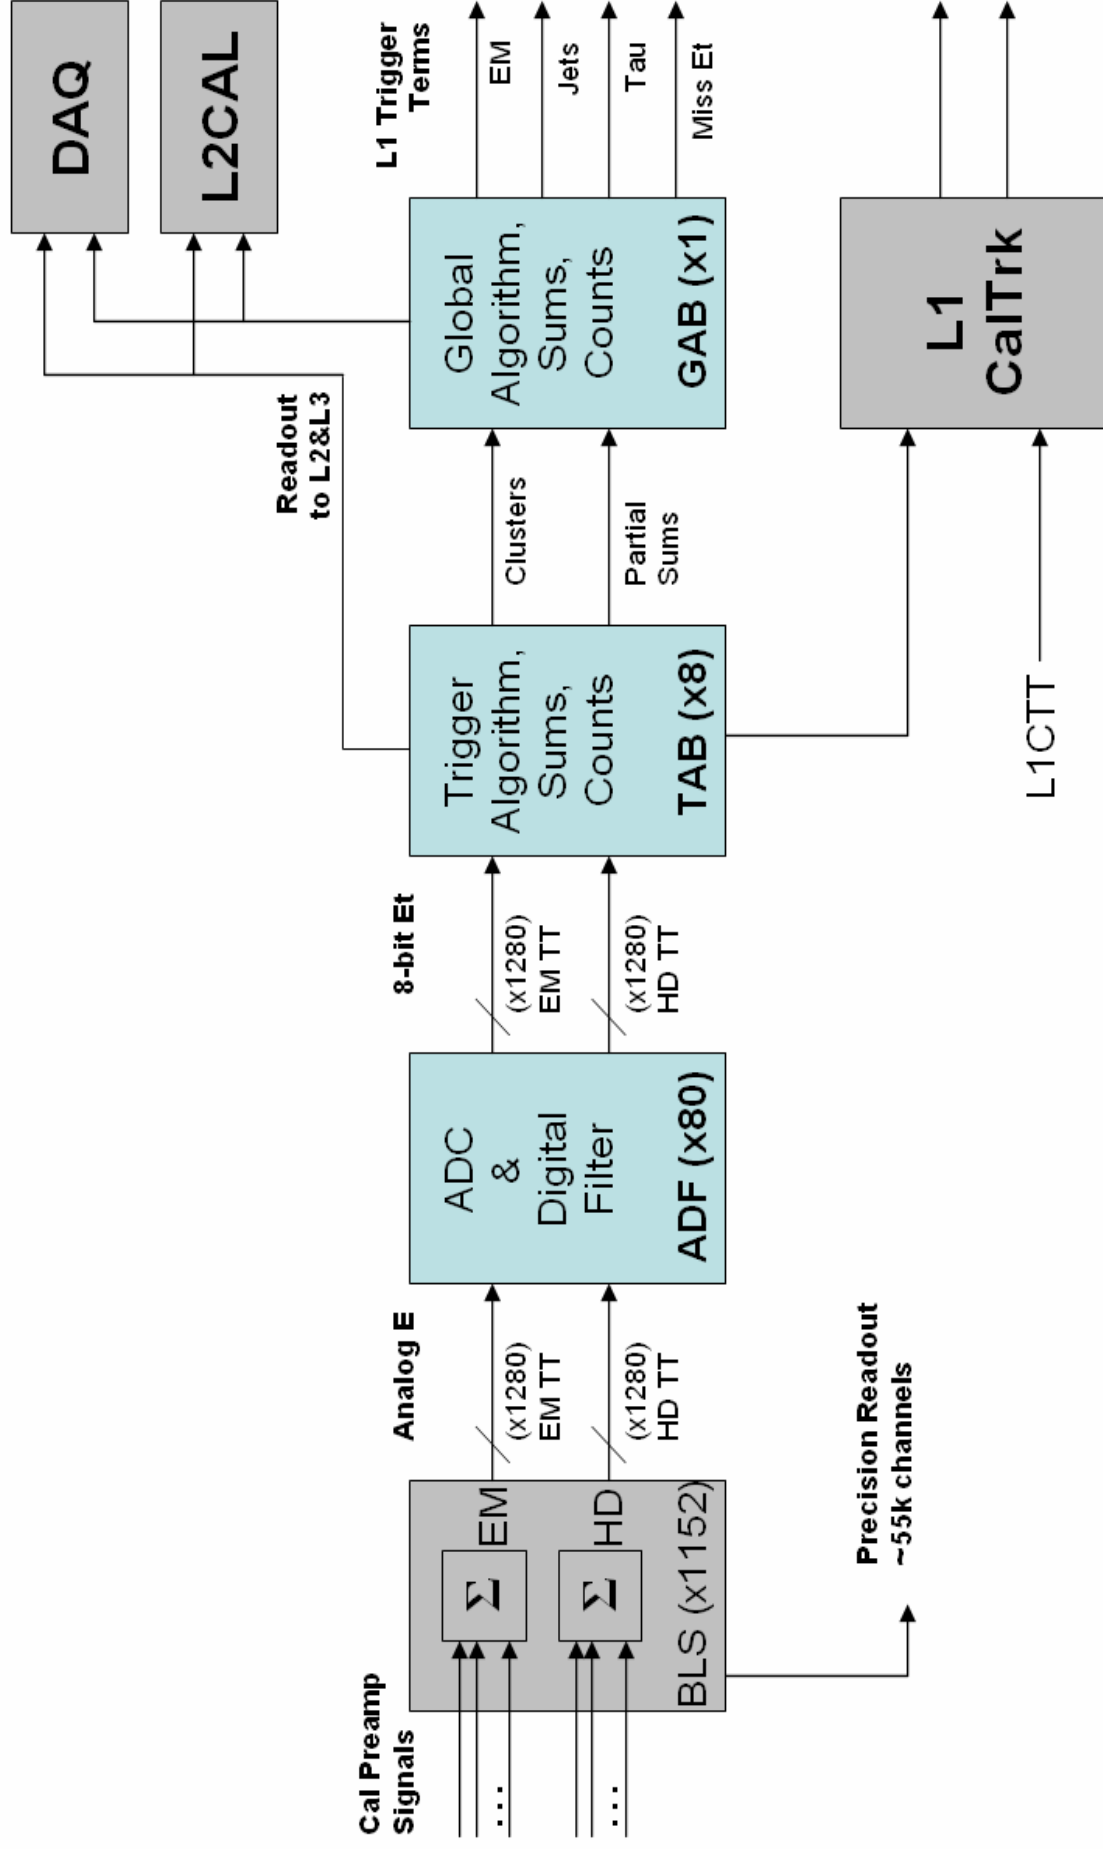 Cal Preamp
Signals
...
...
Σ
EM
Σ
HD
BLS (x1152)
Precision Readout
~55k channels
Analog E
(x1280)
EM TT
(x1280)
HD TT
ADC
&
Digital
Filter
ADF (x80)
8-bit Et
(x1280)
EM TT
(x1280)
HD TT
Trigger
Algorithm,
Sums,
Counts
TAB (x8)
Readout
to L2&L3
Clusters
Partial
Sums
Global
Algorithm,
Sums,
Counts
GAB (x1)
DAQ
L2CAL
L1 Trigger
Terms
EM
Jets
Tau
Miss Et
L1CTT
L1
CalTrk